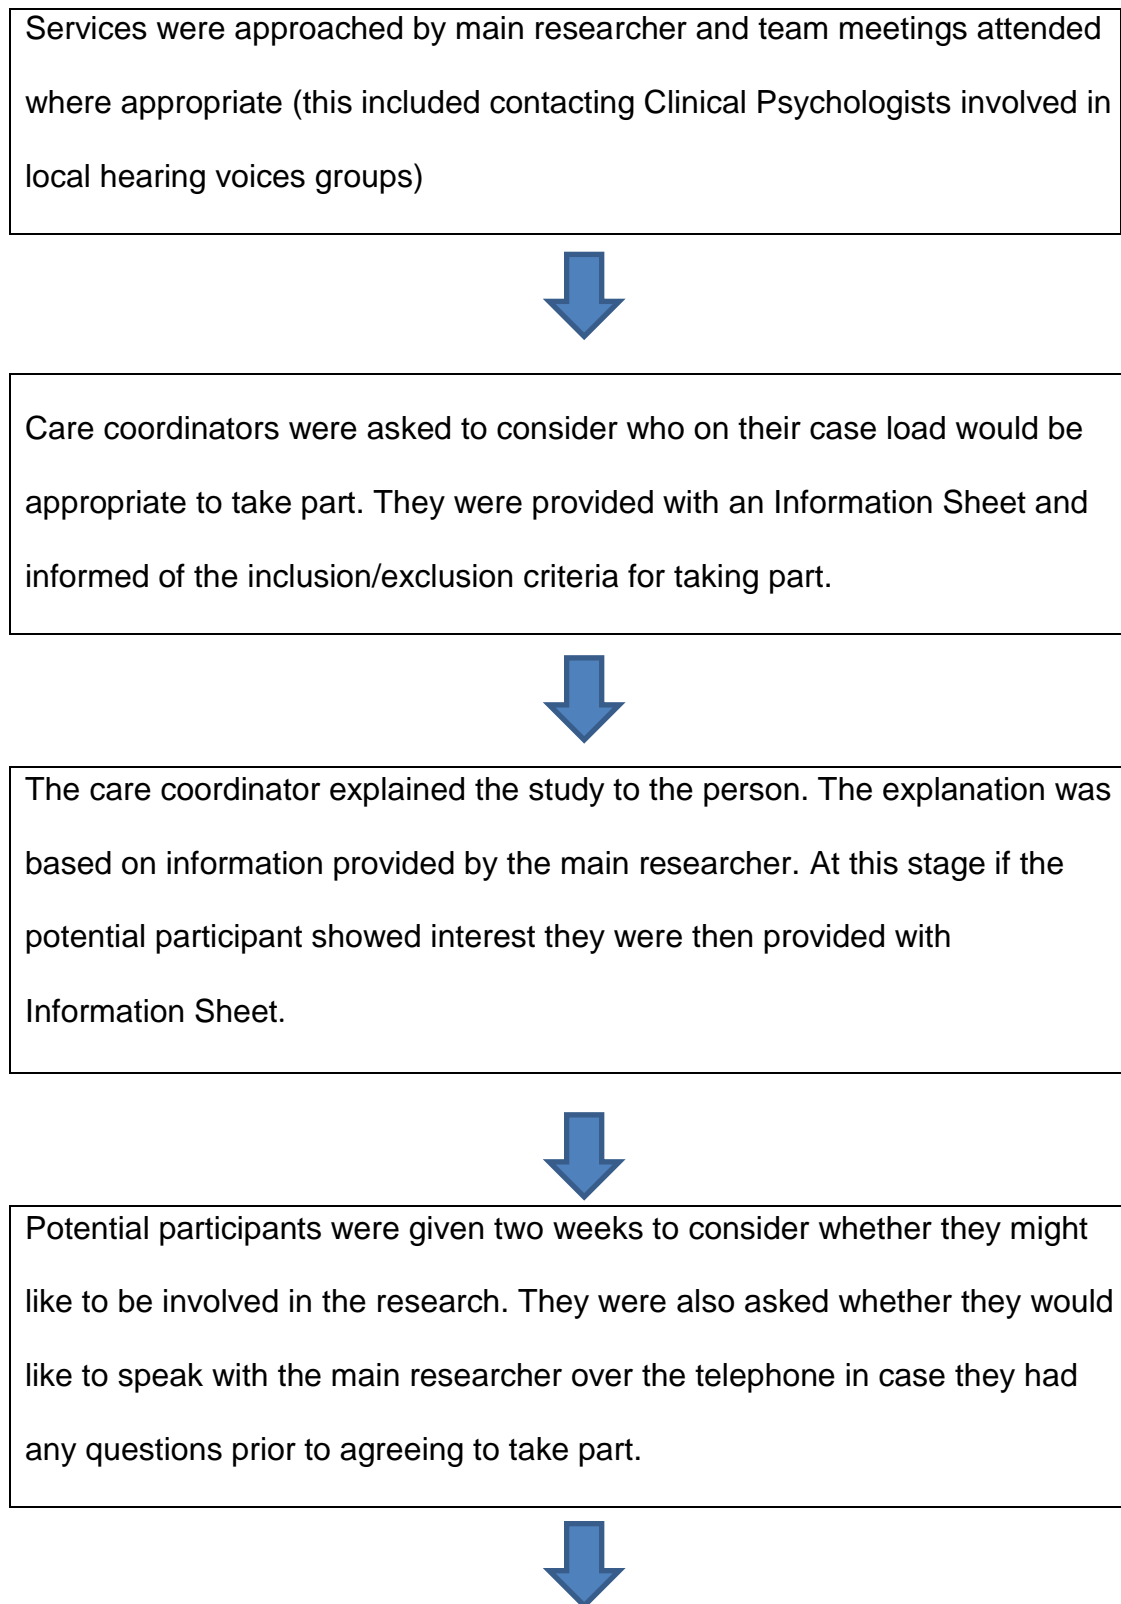 Services were approached by main researcher and team meetings attended
where appropriate (this included contacting Clinical Psychologists involved in
local hearing voices groups)
Care coordinators were asked to consider who on their case load would be
appropriate to take part. They were provided with an Information Sheet and
informed of the inclusion/exclusion criteria for taking part.
The care coordinator explained the study to the person. The explanation was
based on information provided by the main researcher. At this stage if the
potential participant showed interest they were then provided with
Information Sheet.
Potential participants were given two weeks to consider whether they might
like to be involved in the research. They were also asked whether they would
like to speak with the main researcher over the telephone in case they had
any questions prior to agreeing to take part.